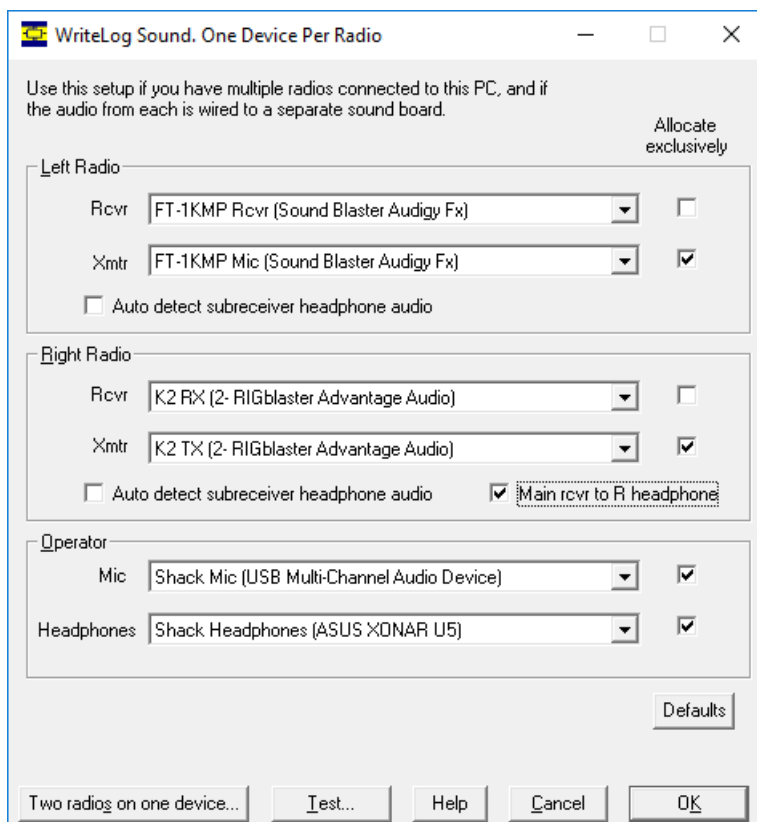 WriteLog Sound. One Device Per Radio
Use this setup if you have multiple radios connected to this PC, and if
the audio from each is wired to a separate sound board.
Allocate
exclusively
Left Radio
Rcvr FT-1KMP Rcvr (Sound Blaster Audigy Fx)
Xmtr FT-1KMP Mic (Sound Blaster Audigy Fx)
Auto detect subreceiver headphone audio
Right Radio
Rcvr K2 RX (2- RIGblaster Advantage Audio)
Xmtr K2 TX (2- RIGblaster Advantage Audio)
Auto detect subreceiver headphone audio Main rcvr to R headphone
Operator
Mic Shack Mic (USB Multi-Channel Audio Device)
Headphones Shack Headphones (ASUS XONAR U5)
Defaults
Two radios on one device... Test... Help Cancel OK